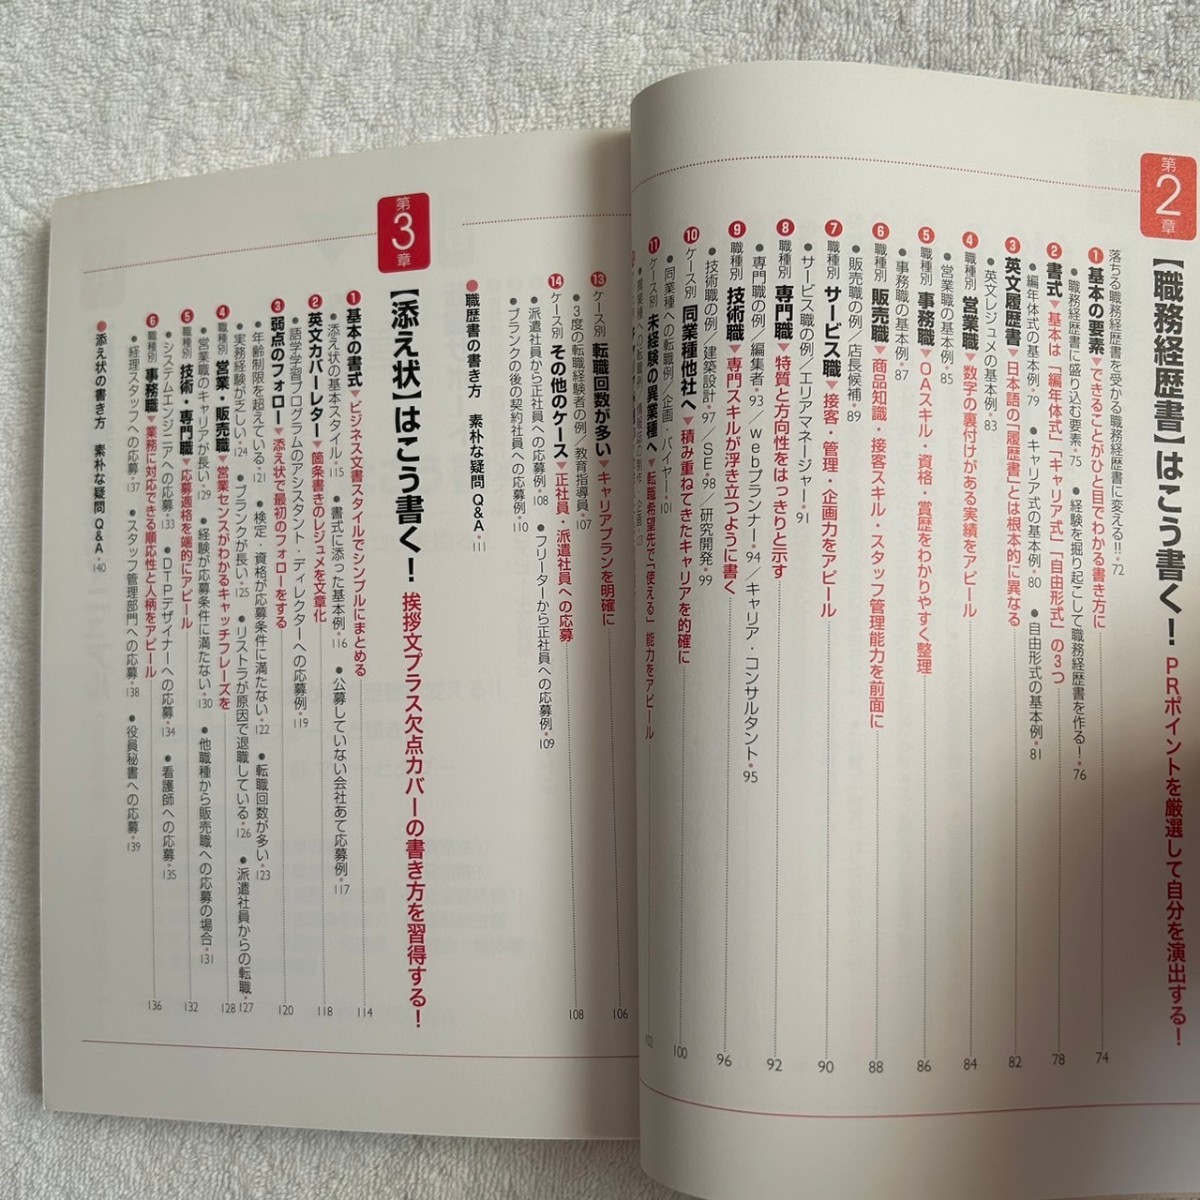 第2章
【職務経歴書】はこう書く！ PRポイントを厳選して自分を演出する！
落ちる職務経歴書を受かる職務経歴書に変える!!・72
❶ 基本の要素▼できることがひと目でわかる書き方に 74
●職務経歴書に盛り込む要素・75 ●経験を掘り起こして職務経歴書を作る！・76
❷ 書式▼基本は「編年体式」「キャリア式」「自由形式」の3つ 78
●編年体式の基本例・79 ●キャリア式の基本例・80 ●自由形式の基本例・81
❸ 英文履歴書▼日本語の「履歴書」とは根本的に異なる 82
●英文レジュメの基本例・83
❹ 職種別 営業職▼数字の裏付けがある実績をアピール 84
●営業職の基本例・85
❺ 職種別 事務職▼OAスキル・資格・賞歴をわかりやすく整理 86
●事務職の基本例・87
❻ 職種別 販売職▼商品知識・接客スキル・スタッフ管理能力を前面に 88
●販売職の例／店長候補・89
❼ 職種別 サービス職▼接客・管理・企画力をアピール 90
●サービス職の例／エリアマネージャー・91
❽ 職種別 専門職▼特質と方向性をはっきりと示す 92
●専門職の例／編集者・93／webプランナー・94／キャリア・コンサルタント・95
❾ 職種別 技術職▼専門スキルが浮き立つように書く 96
●技術職の例／建築設計・97／SE・98／研究開発・99
❿ ケース別 同業種他社へ▼積み重ねてきたキャリアを的確に 100
●同業種への転職例／企画・バイヤー・101
⓫ ケース別 未経験の異業種へ▼転職希望先で「使える」能力をアピール 102
⓭ ケース別 転職回数が多い▼キャリアプランを明確に 106
●3度の転職経験者の例／教育指導員・107
⓮ ケース別 その他のケース▼正社員・派遣社員への応募 108
●派遣社員から正社員への応募例・108 ●フリーターから正社員への応募例・109
●ブランクの後の契約社員への応募例・110
●職歴書の書き方 素朴な疑問Q&A・111
第3章
【添え状】はこう書く！ 挨拶文プラス欠点カバーの書き方を習得する！
❶ 基本の書式▼ビジネス文書スタイルでシンプルにまとめる 114
●添え状の基本スタイル・115 ●書式に添った基本例・116 ●公募していない会社あて応募例・117
❷ 英文カバーレター▼箇条書きのレジュメを文章化 118
●語学学習プログラムのアシスタント・ディレクターへの応募例・119
❸ 弱点のフォロー▼添え状で最初のフォローをする 120
●年齢制限を超えている・121 ●検定・資格が応募条件に満たない・122 ●転職回数が多い・123
●実務経験が乏しい・124 ●ブランクが長い・125 ●リストラが原因で退職している・126 ●派遣社員からの転職・127
❹ 職種別 営業・販売職▼営業センスがわかるキャッチフレーズを 128
●営業職のキャリアが長い・129 ●経験が応募条件に満たない・130 ●他職種から販売職への応募の場合・131
❺ 職種別 技術・専門職▼応募適格を端的にアピール 132
●システムエンジニアへの応募・133 ●DTPデザイナーへの応募・134 ●看護師への応募・135
❻ 職種別 事務職▼業務に対応できる順応性と人柄をアピール 136
●経理スタッフへの応募・137 ●スタッフ管理部門への応募・138 ●役員秘書への応募・139
●添え状の書き方 素朴な疑問Q&A・140